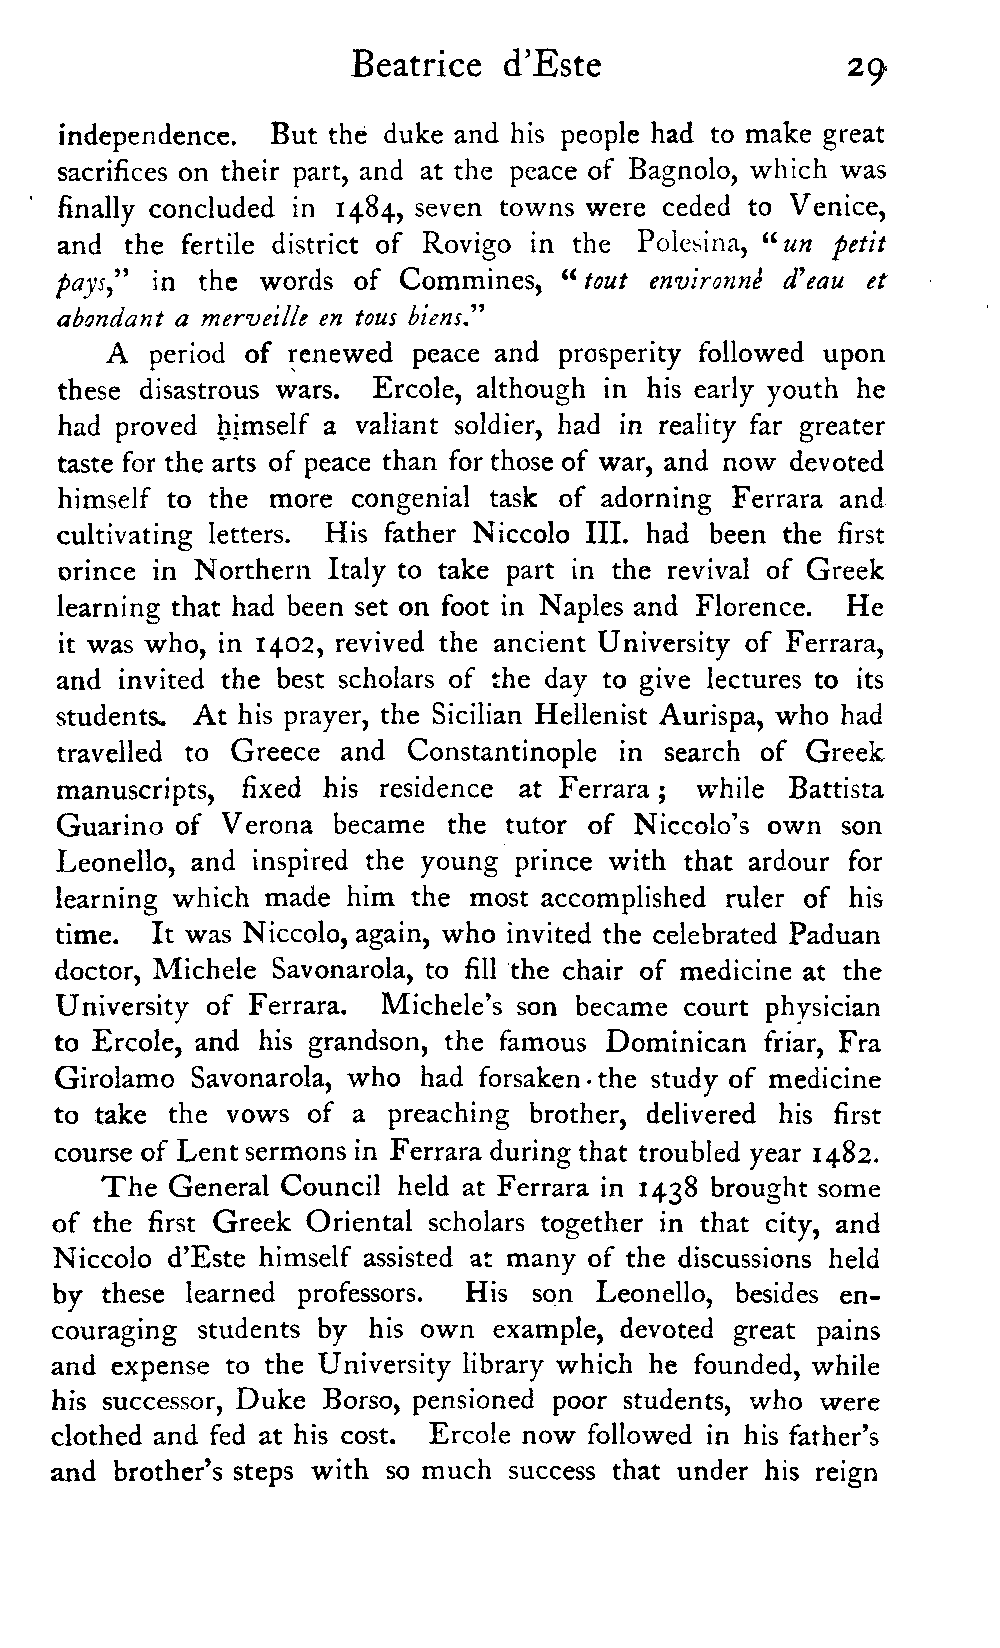 Beatrice d'Este 29
independence. But the duke and his people had to make great
sacrifices on their part, and at the peace of Bagnolo, which was
finally concluded in 1484, seven towns were ceded to Venice,
and the fertile district of Rovigo in the Polesina, “un petit
pays,” in the words of Commines, “tout environnè d'eau et
abondant a merveille en tous biens.”
A period of renewed peace and prosperity followed upon
these disastrous wars. Ercole, although in his early youth he
had proved himself a valiant soldier, had in reality far greater
taste for the arts of peace than for those of war, and now devoted
himself to the more congenial task of adorning Ferrara and
cultivating letters. His father Niccolo III. had been the first
orince in Northern Italy to take part in the revival of Greek
learning that had been set on foot in Naples and Florence. He
it was who, in 1402, revived the ancient University of Ferrara,
and invited the best scholars of the day to give lectures to its
students. At his prayer, the Sicilian Hellenist Aurispa, who had
travelled to Greece and Constantinople in search of Greek
manuscripts, fixed his residence at Ferrara; while Battista
Guarino of Verona became the tutor of Niccolo's own son
Leonello, and inspired the young prince with that ardour for
learning which made him the most accomplished ruler of his
time. It was Niccolo, again, who invited the celebrated Paduan
doctor, Michele Savonarola, to fill the chair of medicine at the
University of Ferrara. Michele's son became court physician
to Ercole, and his grandson, the famous Dominican friar, Fra
Girolamo Savonarola, who had forsaken the study of medicine
to take the vows of a preaching brother, delivered his first
course of Lent sermons in Ferrara during that troubled year 1482.
The General Council held at Ferrara in 1438 brought some
of the first Greek Oriental scholars together in that city, and
Niccolo d'Este himself assisted at many of the discussions held
by these learned professors. His son Leonello, besides en-
couraging students by his own example, devoted great pains
and expense to the University library which he founded, while
his successor, Duke Borso, pensioned poor students, who were
clothed and fed at his cost. Ercole now followed in his father's
and brother's steps with so much success that under his reign